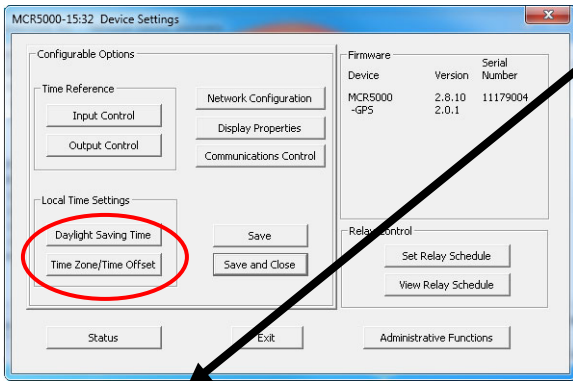 MCR5000-15:32 Device Settings
Configurable Options
Time Reference
Input Control
Output Control
Network Configuration
Display Properties
Communications Control
Local Time Settings
Daylight Saving Time
Time Zone/Time Offset
Save
Save and Close
Firmware
Device Version Serial Number
MCR5000 2.8.10 11179004
-GPS 2.0.1
Relay Control
Set Relay Schedule
View Relay Schedule
Status
Exit
Administrative Functions